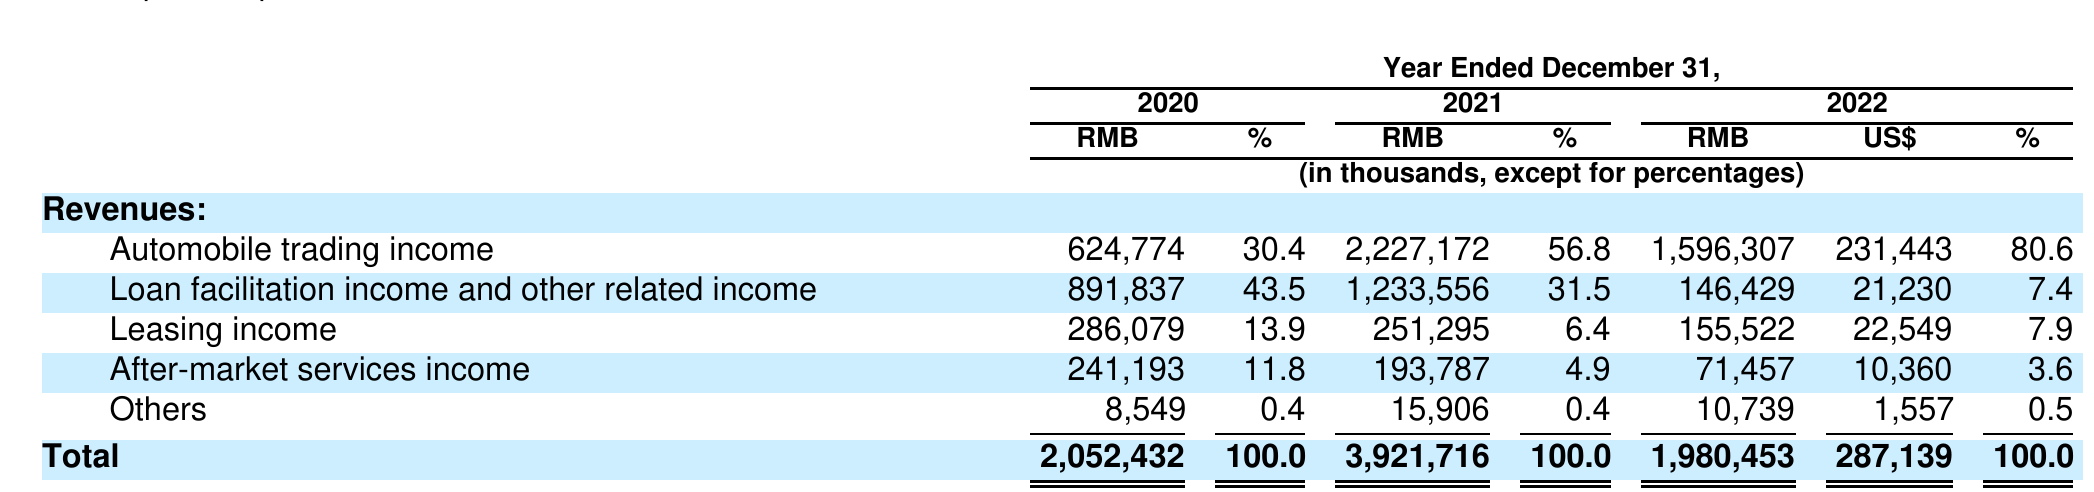 Year Ended December 31,
2020 2021 2022
RMB % RMB % RMB US$ %
(in thousands, except for percentages)
Revenues:
Automobile trading income 624,774 30.4 2,227,172 56.8 1,596,307 231,443 80.6
Loan facilitation income and other related income 891,837 43.5 1,233,556 31.5 146,429 21,230 7.4
Leasing income 286,079 13.9 251,295 6.4 155,522 22,549 7.9
After-market services income 241,193 11.8 193,787 4.9 71,457 10,360 3.6
Others 8,549 0.4 15,906 0.4 10,739 1,557 0.5
Total 2,052,432 100.0 3,921,716 100.0 1,980,453 287,139 100.0